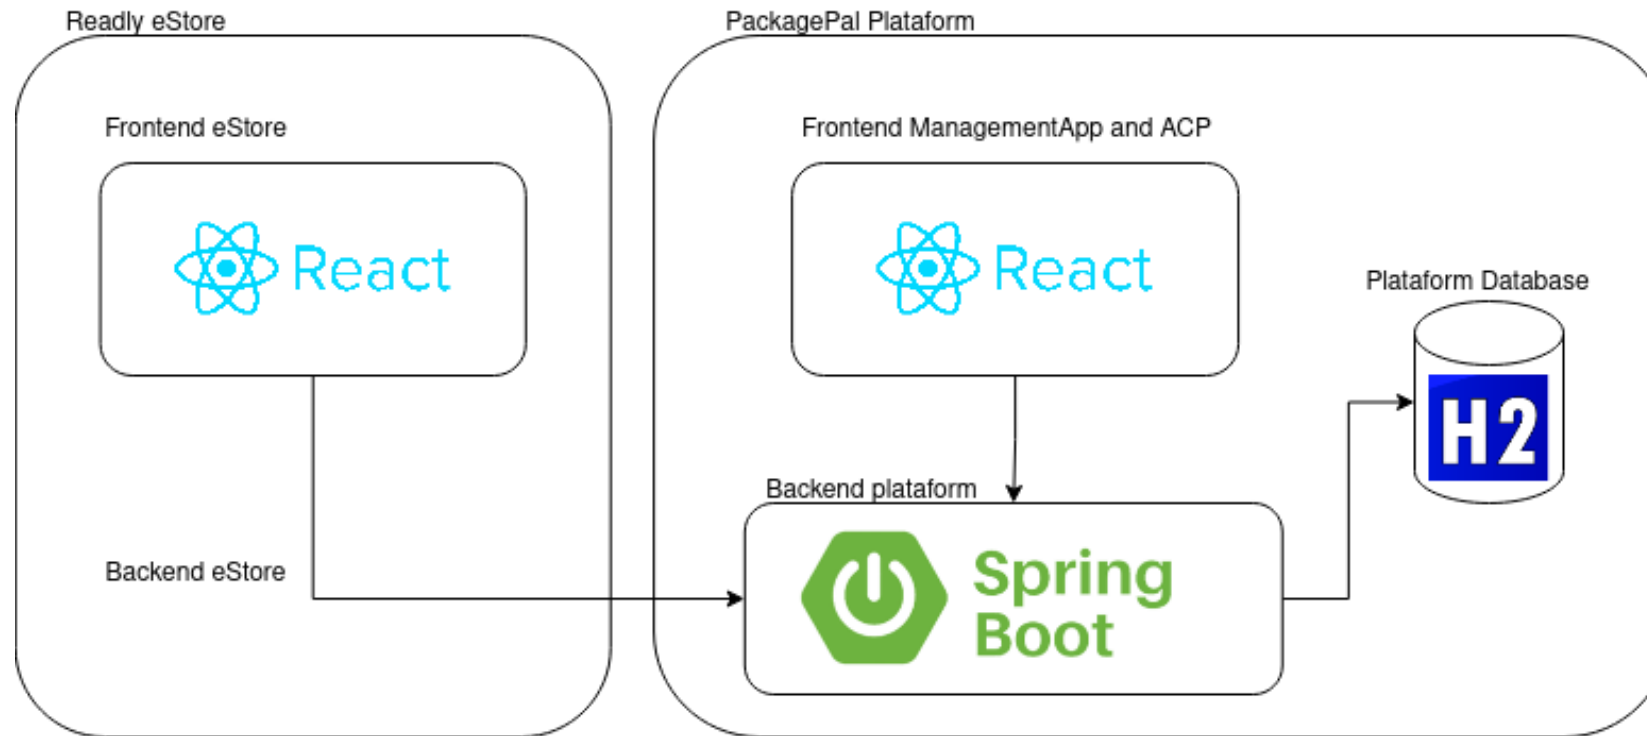 Readly eStore
PackagePal Plataform
Frontend eStore
Frontend ManagementApp and ACP
React
React
Plataform Database
H2
Backend plataform
Backend eStore
Spring
Boot